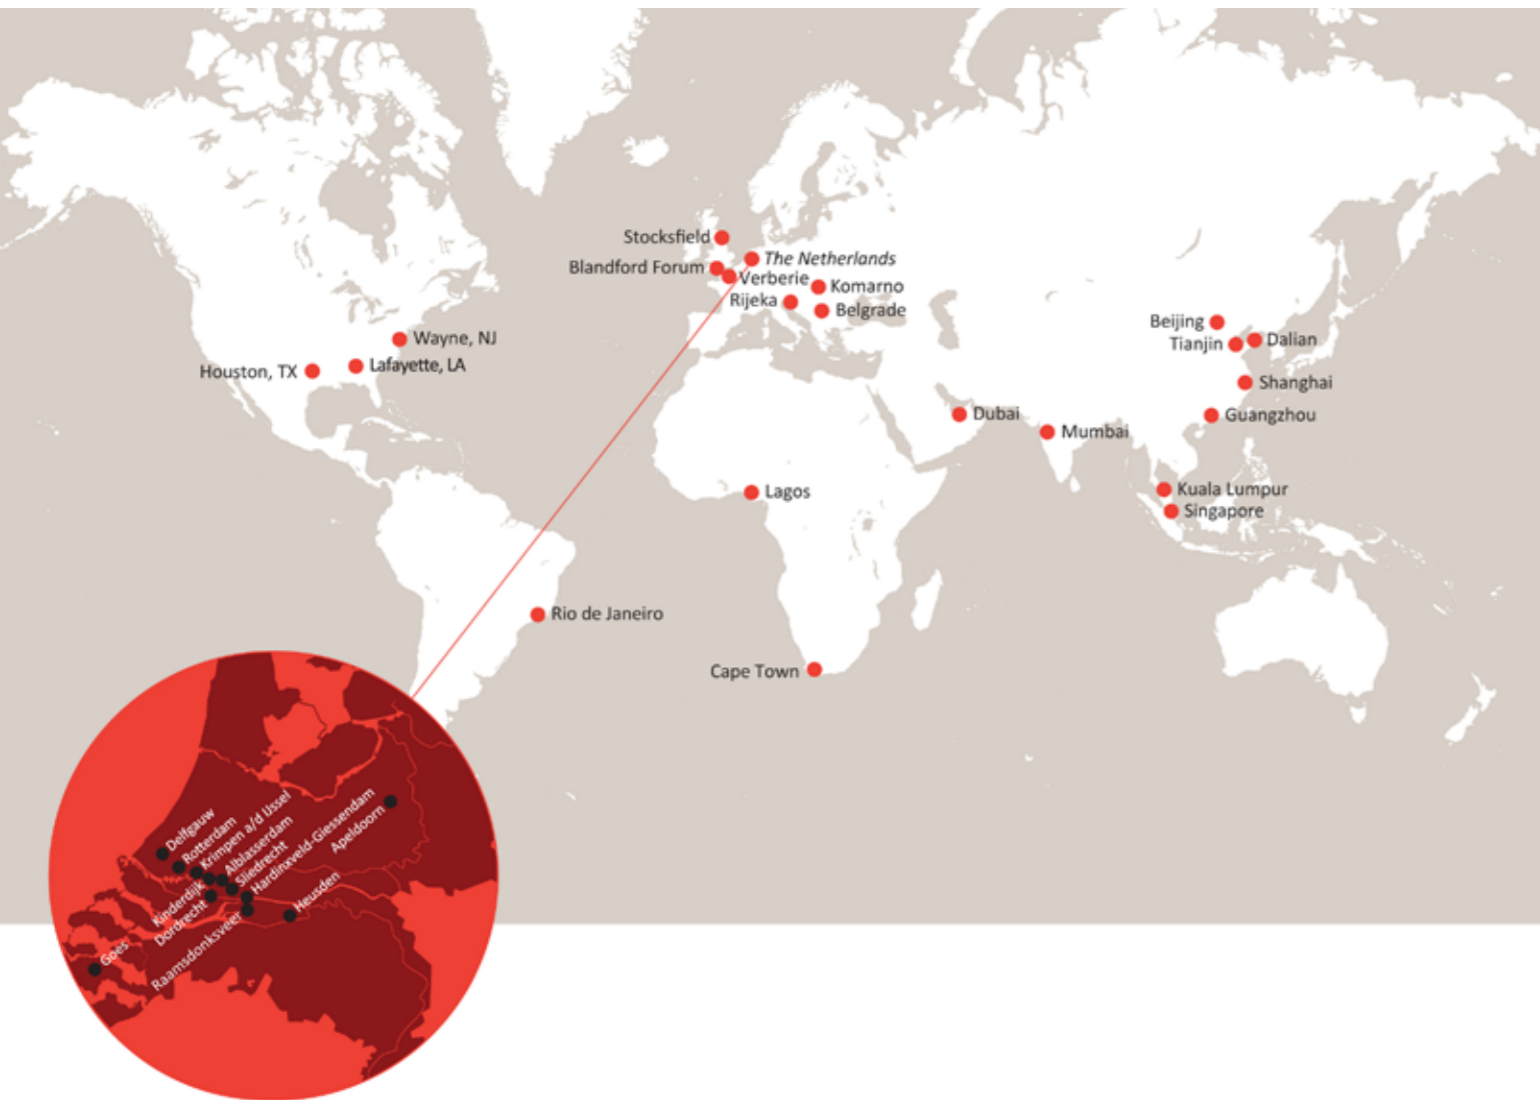 Stocksfield
The Netherlands
Blandford Forum
Verberie
Komarno
Rijeka
Belgrade
Wayne, NJ
Houston, TX
Lafayette, LA
Beijing
Tianjin
Dalian
Shanghai
Guangzhou
Dubai
Mumbai
Kuala Lumpur
Singapore
Lagos
Rio de Janeiro
Cape Town
Delfgauw
Rotterdam
Krimpen a/d IJssel
Alblasserdam
Sliedrecht
Hardinxveld-Giessendam
Apeldoorn
Kinderdijk
Dordrecht
Raamsdonksveer
Heusden
Goes